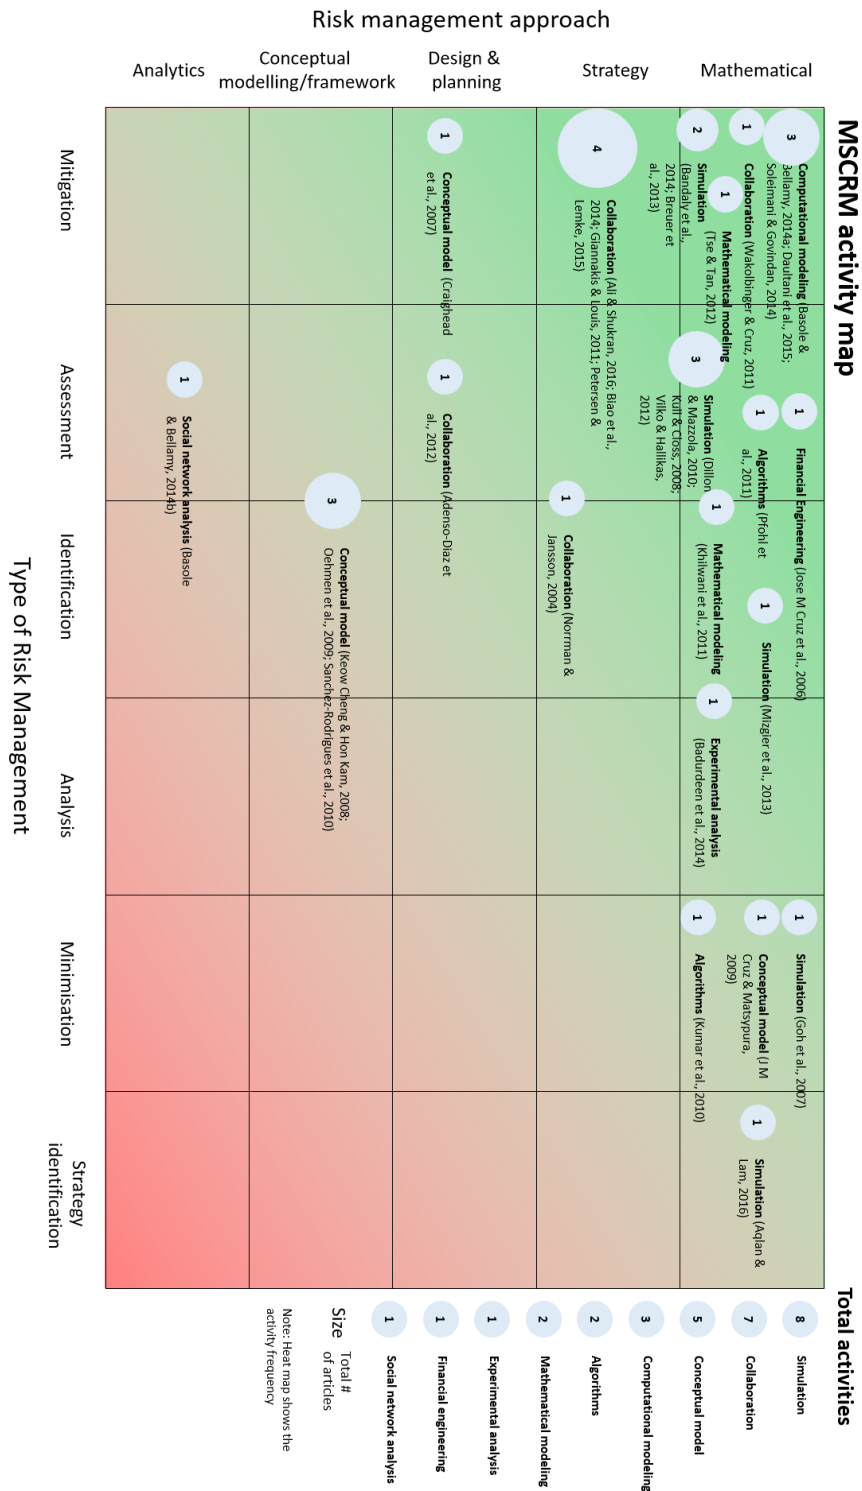 MSCRM activity map
Total activities
Risk management approach
Mathematical
Strategy
Design &
planning
Conceptual
modelling/framework
Analytics
3
Computational modeling (Basole &
Bellamy, 2014a; Daultani et al., 2015;
Soleimani & Govindan, 2014)
1
Collaboration (Wakolbinger & Cruz, 2011)
1
Mathematical modeling
(Tse & Tan, 2012)
2
Simulation
(Bandaly et al.,
2014; Breuer et
al., 2013)
4
Collaboration (Ali & Shukran, 2016; Biao et al.,
2014; Giannakis & Louis, 2011; Petersen &
Lemke, 2015)
1
Conceptual model (Craighead
et al., 2007)
1
Financial Engineering (Jose M Cruz et al., 2006)
1
Algorithms (Pfohl et
al., 2011)
3
Simulation (Dillon
& Mazzola, 2010;
Kull & Closs, 2008;
Vilko & Hallikas,
2012)
1
Collaboration (Adenso-Diaz et
al., 2012)
1
Social network analysis (Basole
& Bellamy, 2014b)
1
Simulation (Mizgier et al., 2013)
1
Mathematical modeling
(Khilwani et al., 2011)
1
Collaboration (Norrman &
Jansson, 2004)
3
Conceptual model (Keow Cheng & Hon Kam, 2008;
Oehmen et al., 2009; Sanchez-Rodrigues et al., 2010)
1
Experimental analysis
(Badurdeen et al., 2014)
1
Simulation (Goh et al., 2007)
1
Conceptual model (J M
Cruz & Matsypura,
2009)
1
Algorithms (Kumar et al., 2010)
1
Simulation (Aqlan &
Lam, 2016)
Mitigation
Assessment
Identification
Analysis
Minimisation
Strategy
identification
Type of Risk Management
8
Simulation
7
Collaboration
5
Conceptual model
3
Computational modeling
2
Algorithms
2
Mathematical modeling
1
Experimental analysis
1
Financial engineering
1
Social network analysis
Size Total #
of articles
Note: Heat map shows the
activity frequency